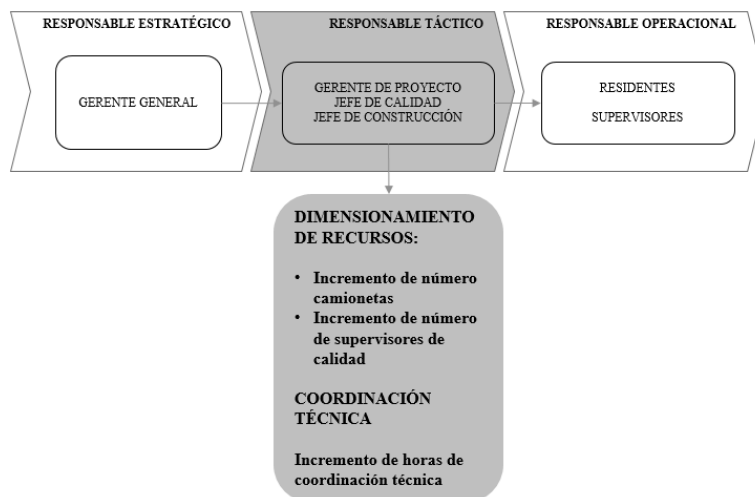 RESPONSABLE ESTRATÉGICO
RESPONSABLE TÁCTICO
RESPONSABLE OPERACIONAL
GERENTE GENERAL
GERENTE DE PROYECTO
JEFE DE CALIDAD
JEFE DE CONSTRUCCIÓN
RESIDENTES
SUPERVISORES
DIMENSIONAMIENTO
DE RECURSOS:
• Incremento de número
camionetas
• Incremento de número
de supervisores de
calidad
COORDINACIÓN
TÉCNICA
Incremento de horas de
coordinación técnica